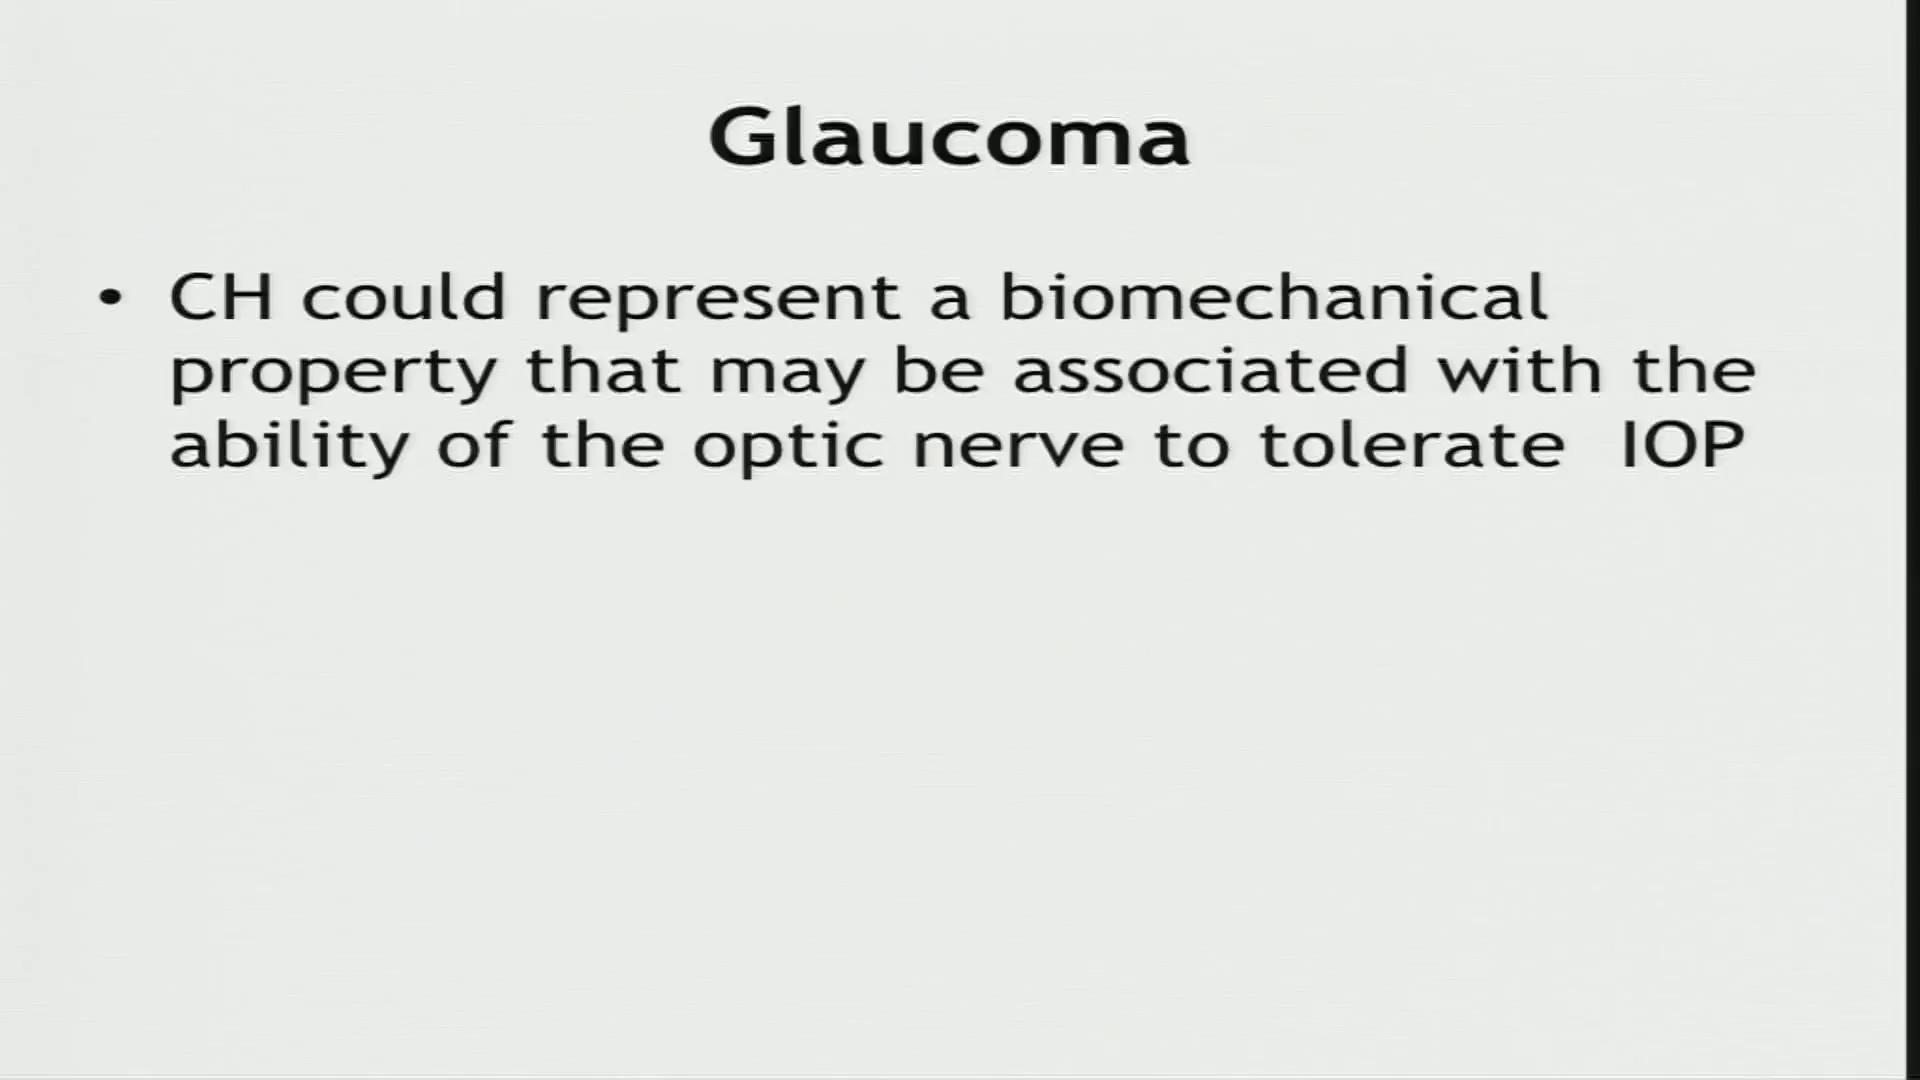 Glaucoma
• CH could represent a biomechanical
property that may be associated with the
ability of the optic nerve to tolerate IOP